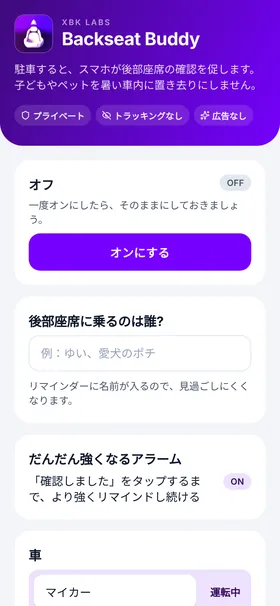 XBK LABS
Backseat Buddy
駐車すると、スマホが後部座席の確認を促します。
子どもやペットを暑い車内に置き去りにしません。
プライベート
トラッキングなし
広告なし
オフ
OFF
一度オンにしたら、そのままにしておきましょ
う。
オンにする
後部座席に乗るのは誰?
例：ゆい、愛犬のポチ
リマインダーに名前が入るので、見過ごしにくく
なります。
だんだん強くなるアラーム
「確認しました」をタップするま
で、より強くリマインドし続ける
ON
車
マイカー
運転中